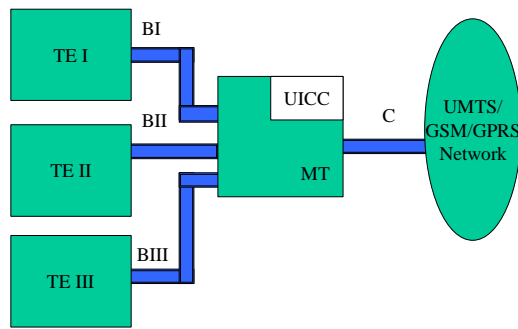 BI
TE I
UICC
BII
C
UMTS/
GSM/GPRS
Network
TE II
MT
BIII
TE III